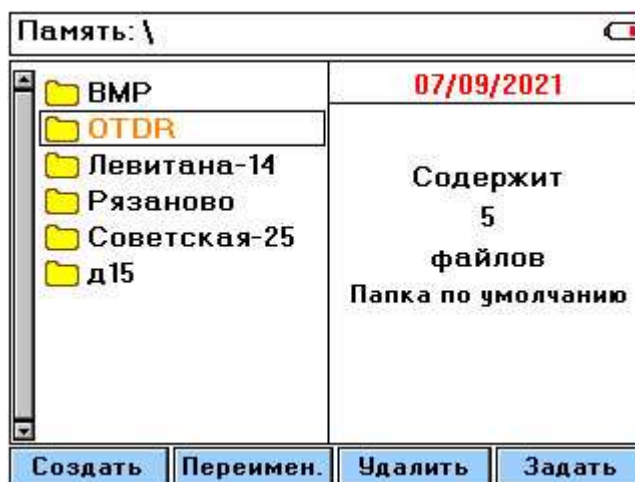 Память: \
BMP
OTDR
Левитана-14
Рязаново
Советская-25
д15
07/09/2021
Содержит
5
файлов
Папка по умолчанию
Создать
Переимен.
Удалить
Задать